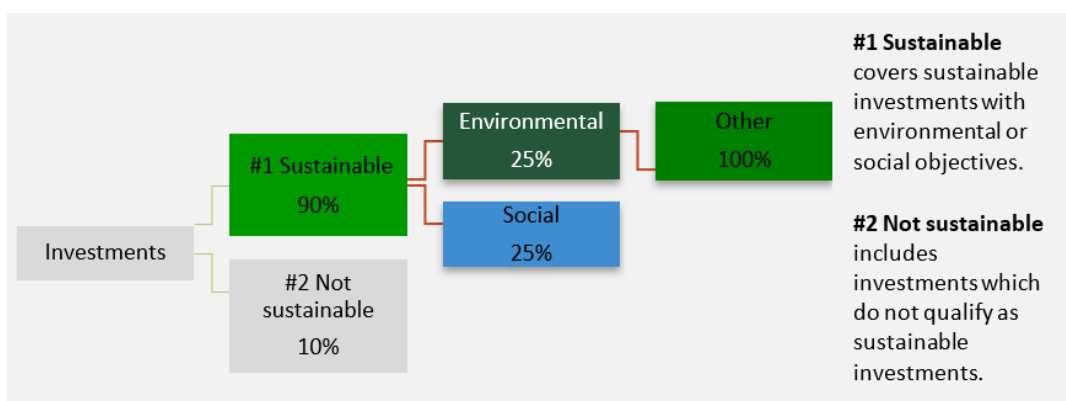 Investments
#1 Sustainable
90%
#2 Not
sustainable
10%
Environmental
25%
Social
25%
Other
100%
#1 Sustainable
covers sustainable
investments with
environmental or
social objectives.
#2 Not sustainable
includes
investments which
do not qualify as
sustainable
investments.